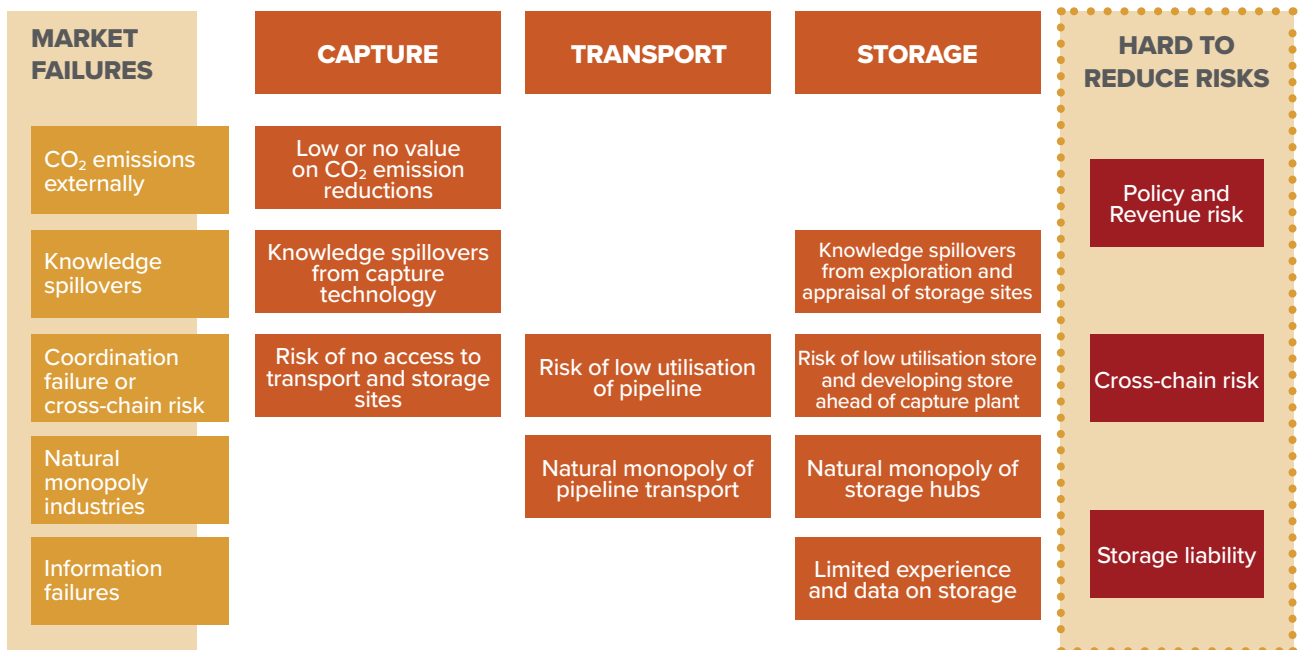 MARKET
FAILURES
CAPTURE
TRANSPORT
STORAGE
HARD TO
REDUCE RISKS
CO₂ emissions
externally
Low or no value
on CO₂ emission
reductions
Policy and
Revenue risk
Knowledge
spillovers
Knowledge spillovers
from capture
technology
Knowledge spillovers
from exploration and
appraisal of storage sites
Coordination
failure or
cross-chain risk
Risk of no access to
transport and storage
sites
Risk of low utilisation
of pipeline
Risk of low utilisation store
and developing store
ahead of capture plant
Cross-chain risk
Natural
monopoly
industries
Natural monopoly of
pipeline transport
Natural monopoly of
storage hubs
Information
failures
Limited experience
and data on storage
Storage liability